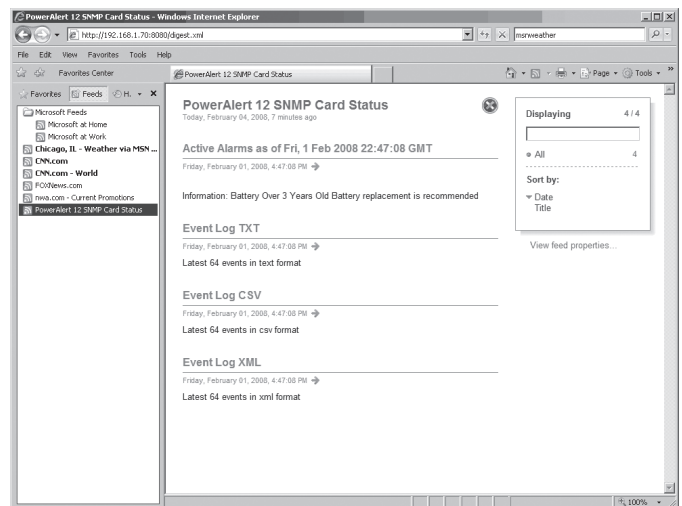 PowerAlert 12 SNMP Card Status - Windows Internet Explorer
http://192.168.1.70:8080/digest.xml
msnweather
File Edit View Favorites Tools Help
Favorites Center
PowerAlert 12 SNMP Card Status
Page Tools »
Favorites Feeds H.
Microsoft Feeds
Microsoft at Home
Microsoft at Work
Chicago, IL - Weather via MSN ...
CNN.com
CNN.com - World
FOXNews.com
nwa.com - Current Promotions
PowerAlert 12 SNMP Card Status
PowerAlert 12 SNMP Card Status
Today, February 04, 2008, 7 minutes ago
Active Alarms as of Fri, 1 Feb 2008 22:47:08 GMT
Friday, February 01, 2008, 4:47:08 PM
Information: Battery Over 3 Years Old Battery replacement is recommended
Event Log TXT
Friday, February 01, 2008, 4:47:08 PM
Latest 64 events in text format
Event Log CSV
Friday, February 01, 2008, 4:47:08 PM
Latest 64 events in csv format
Event Log XML
Friday, February 01, 2008, 4:47:08 PM
Latest 64 events in xml format
Displaying 4 / 4
All 4
Sort by:
Date
Title
View feed properties...
100%